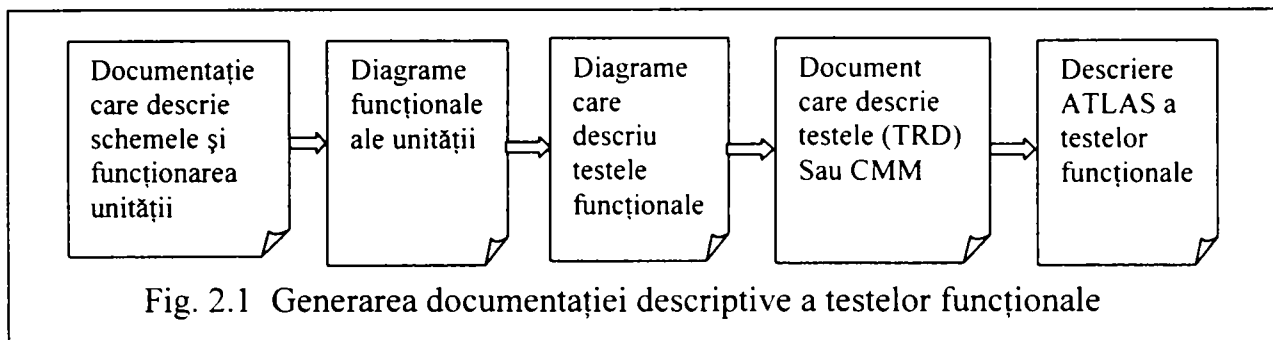 Documentație
care descrie
schemele și
funcționarea
unității
Diagrame
funcționale
ale unității
Diagrame
care
descriu
testele
funcționale
Document
care descrie
testele (TRD)
Sau CMM
Descriere
ATLAS a
testelor
funcționale
Fig. 2.1 Generarea documentației descriptive a testelor funcționale